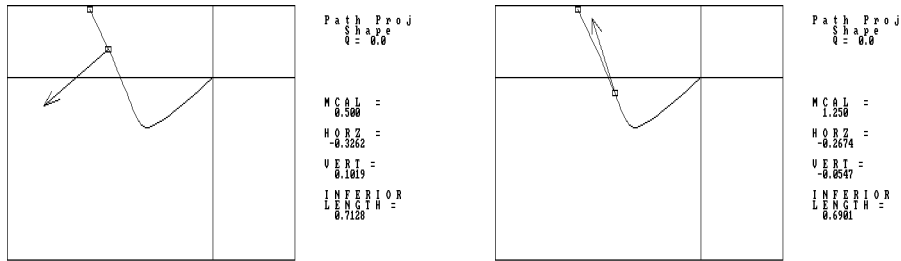 Path Proj
Shape
Q = 0.0
MCAL =
0.500
HORZ =
-0.3262
VERT =
0.1019
INFERIOR
LENGTH =
0.7128
Path Proj
Shape
Q = 0.0
MCAL =
1.250
HORZ =
-0.2674
VERT =
-0.0547
INFERIOR
LENGTH =
0.6901